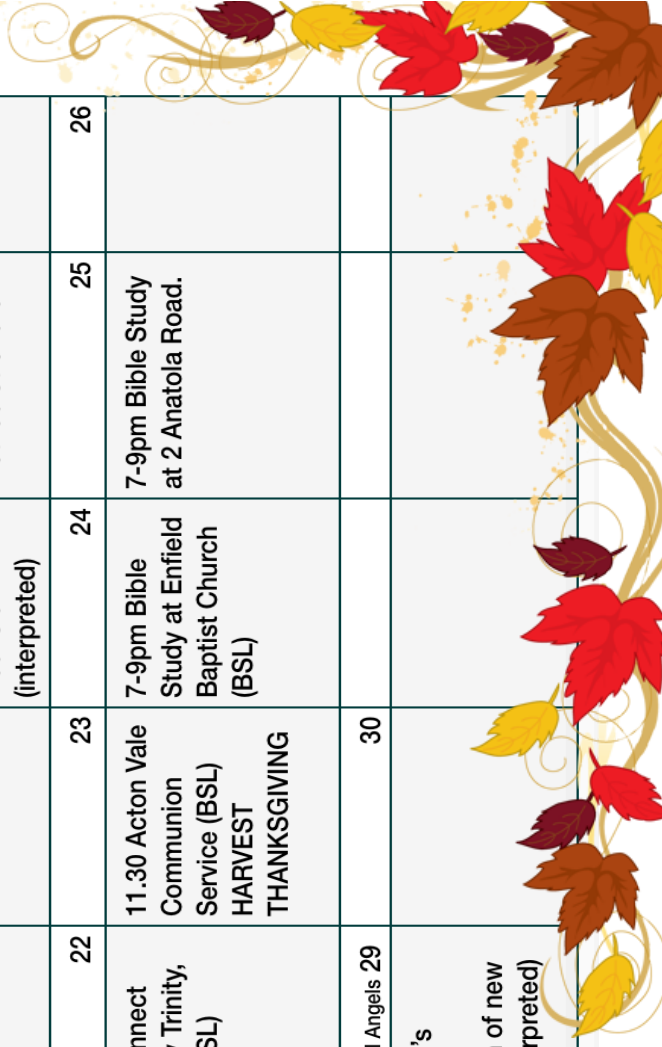 (interpreted)
22
23
24
25
26
nnect
y Trinity,
SL)
11.30 Acton Vale
Communion
Service (BSL)
HARVEST
THANKSGIVING
7-9pm Bible
Study at Enfield
Baptist Church
(BSL)
7-9pm Bible Study
at 2 Anatola Road.
l Angels 29
30
’s
of new
rpreted)